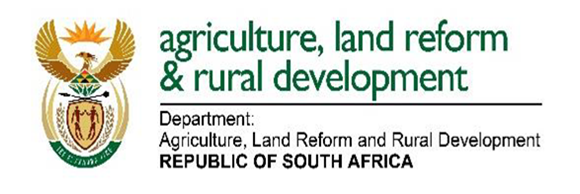 agriculture, land reform
& rural development
Department:
Agriculture, Land Reform and Rural Development
REPUBLIC OF SOUTH AFRICA